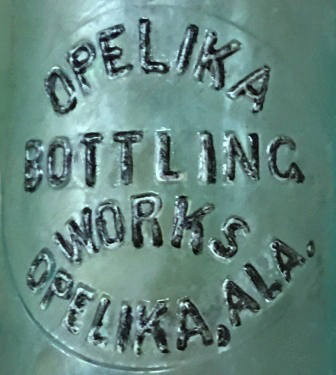 OPELIKA
BOTTLING
WORKS
OPELIKA, ALA.